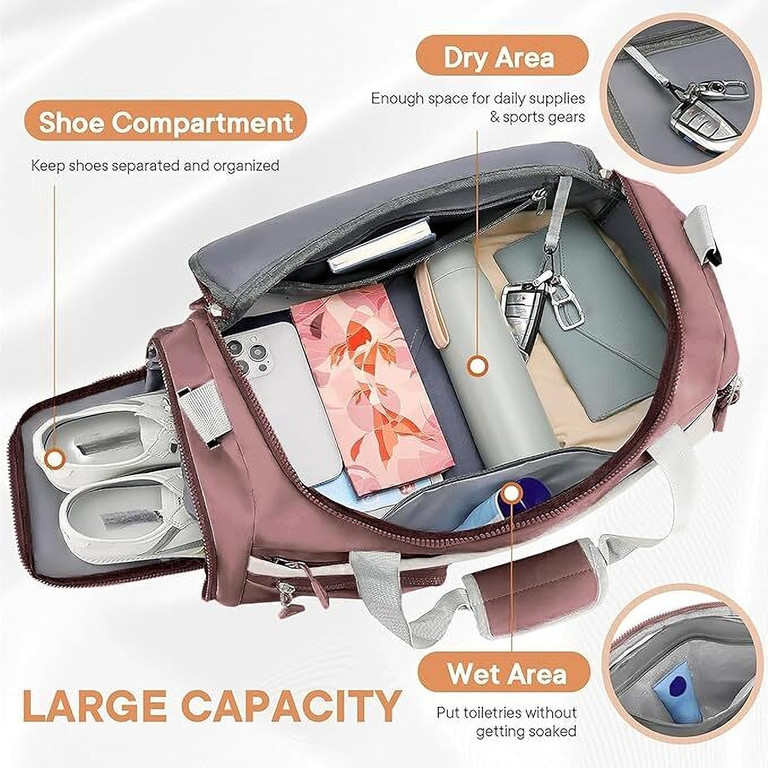 Dry Area
Enough space for daily supplies
& sports gears
Shoe Compartment
Keep shoes separated and organized
Wet Area
Put toiletries without
getting soaked
LARGE CAPACITY